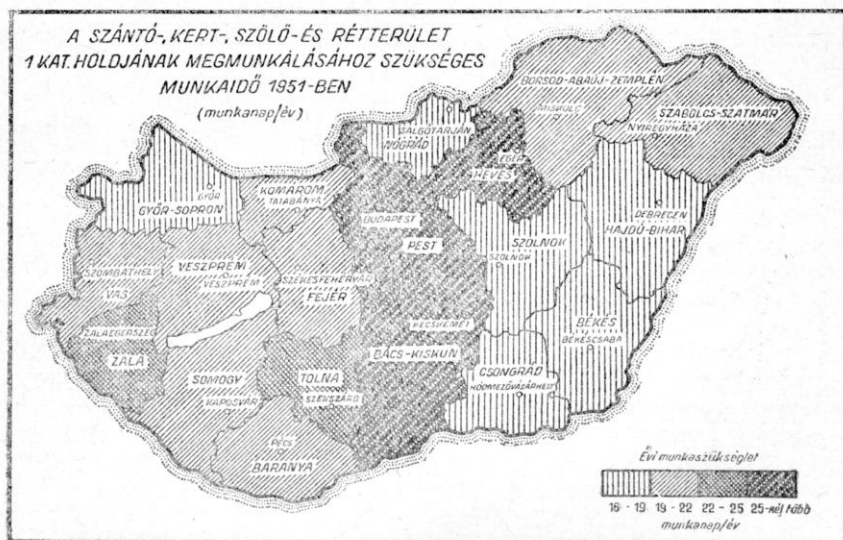 A SZÁNTÓ-, KERT-, SZŐLŐ- ÉS RÉTTERÜLET
1 KAT. HOLDJÁNAK MEGMUNKÁLÁSÁHOZ SZÜKSÉGES
MUNKAIDŐ 1951-BEN
(munkanap/év)
BORSOD-ABAÚJ-ZEMPLÉN
MISKOLC
SZABOLCS-SZATMÁR
NYÍREGYHÁZA
SALGÓTARJÁN
NÓGRÁD
EGER
HEVES
GYŐR
GYŐR-SOPRON
KOMÁROM
TATABÁNYA
BUDAPEST
PEST
DEBRECEN
HAJDÚ-BIHAR
SZOLNOK
SZOLNOK
SZOMBATHELY
VAS
VESZPRÉM
VESZPRÉM
SZÉKESFEHÉRVÁR
FEJÉR
ZALAEGERSZEG
ZALA
KECSKEMÉT
BÁCS-KISKUN
BÉKÉS
BÉKÉSCSABA
CSONGRÁD
HÓDMEZŐVÁSÁRHELY
SOMOGY
KAPOSVÁR
TOLNA
SZEKSZÁRD
PÉCS
BARANYA
Évi munkaszükséglet
16 - 19 19 - 22 22 - 25 25-nél több
munkanap/év